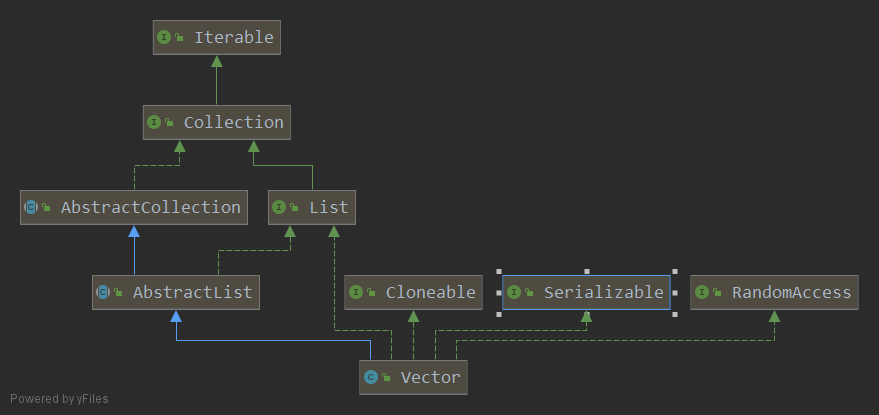 Iterable
Collection
AbstractCollection
List
AbstractList
Cloneable
Serializable
RandomAccess
Vector
Powered by yFiles